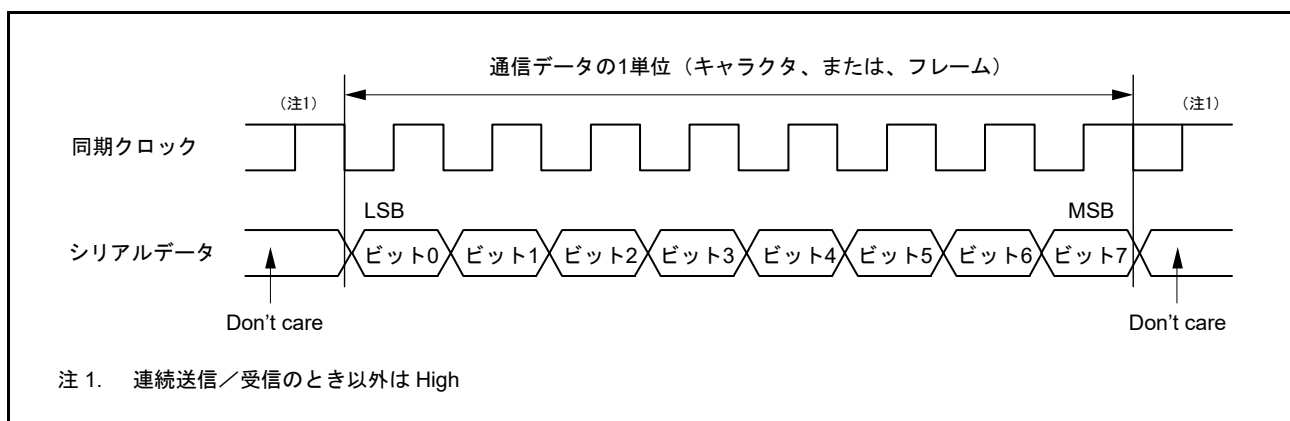 通信データの1単位（キャラクタ、または、フレーム）
（注1）
（注1）
同期クロック
LSB
MSB
シリアルデータ
ビット0 ビット1 ビット2 ビット3 ビット4 ビット5 ビット6 ビット7
Don't care
Don't care
注 1. 連続送信／受信のとき以外は High